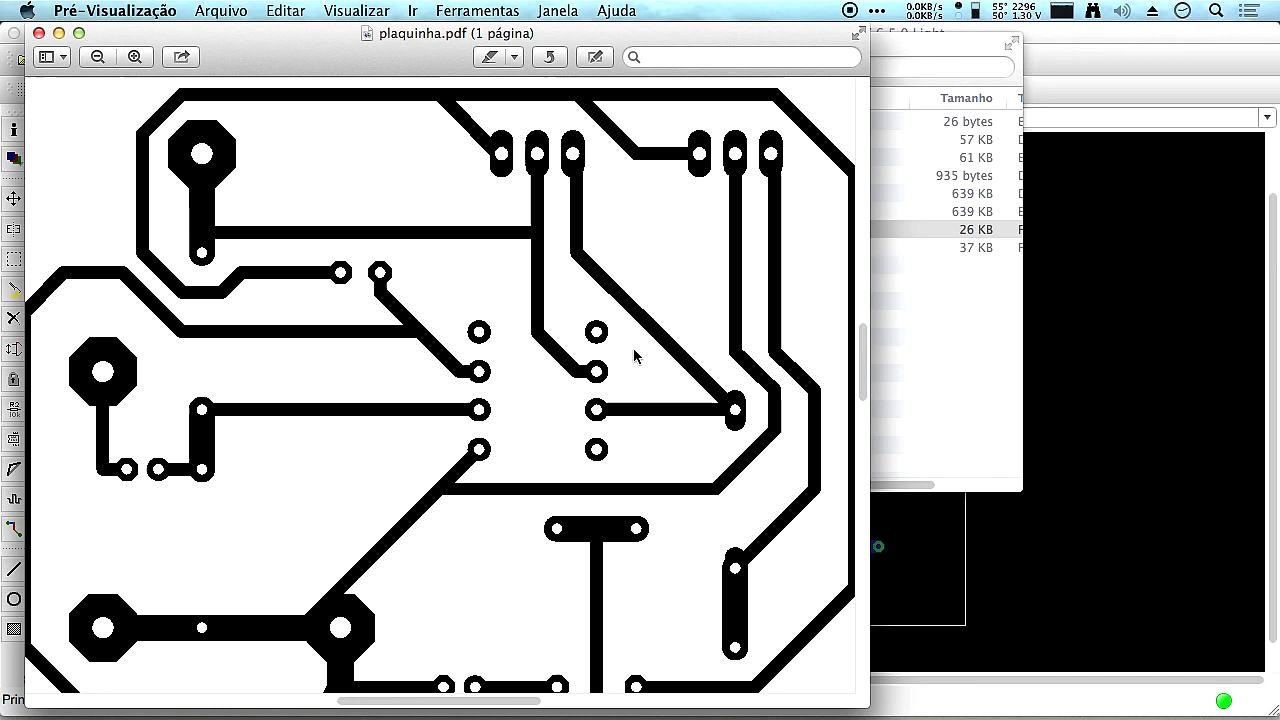 Pré-Visualização Arquivo Editar Visualizar Ir Ferramentas Janela Ajuda
0.0KB/s
0.0KB/s
55° 2296
50° 1.30 V
plaquinha.pdf (1 página)
Tamanho
26 bytes
57 KB
61 KB
935 bytes
639 KB
639 KB
26 KB
37 KB
Prin